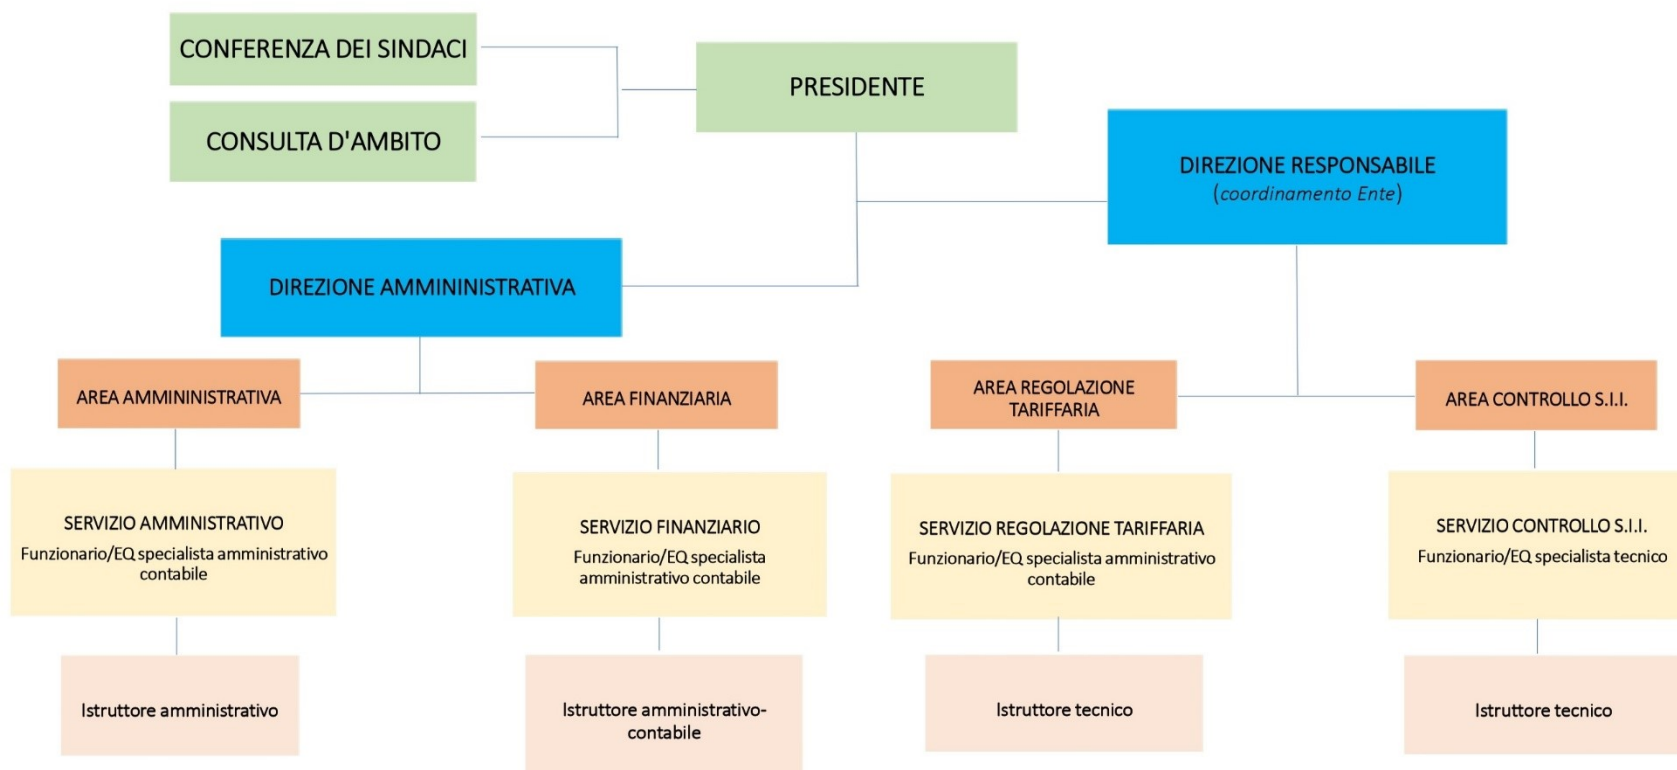 CONFERENZA DEI SINDACI
CONSULTA D'AMBITO
PRESIDENTE
DIREZIONE RESPONSABILE
(coordinamento Ente)
DIREZIONE AMMININISTRATIVA
AREA AMMININISTRATIVA
AREA FINANZIARIA
AREA REGOLAZIONE
TARIFFARIA
AREA CONTROLLO S.I.I.
SERVIZIO AMMINISTRATIVO
Funzionario/EQ specialista amministrativo
contabile
SERVIZIO FINANZIARIO
Funzionario/EQ specialista
amministrativo contabile
SERVIZIO REGOLAZIONE TARIFFARIA
Funzionario/EQ specialista amministrativo
contabile
SERVIZIO CONTROLLO S.I.I.
Funzionario/EQ specialista tecnico
Istruttore amministrativo
Istruttore amministrativo-
contabile
Istruttore tecnico
Istruttore tecnico